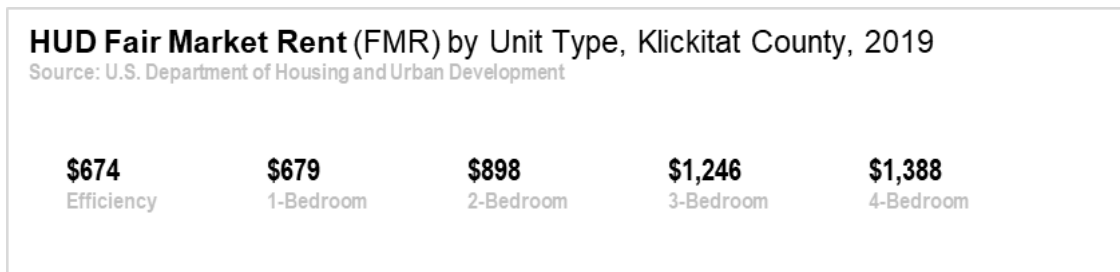 HUD Fair Market Rent (FMR) by Unit Type, Klickitat County, 2019
Source: U.S. Department of Housing and Urban Development
$674 $679 $898 $1,246 $1,388
Efficiency 1-Bedroom 2-Bedroom 3-Bedroom 4-Bedroom